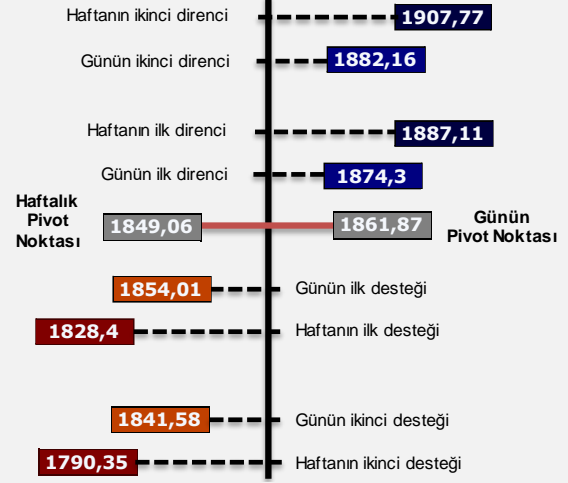 Haftanın ikinci direnci 1907,77
Günün ikinci direnci 1882,16
Haftanın ilk direnci 1887,11
Günün ilk direnci 1874,3
Haftalık
Pivot
Noktası
1849,06 1861,87
Günün
Pivot Noktası
1854,01 Günün ilk desteği
1828,4 Haftanın ilk desteği
1841,58 Günün ikinci desteği
1790,35 Haftanın ikinci desteği